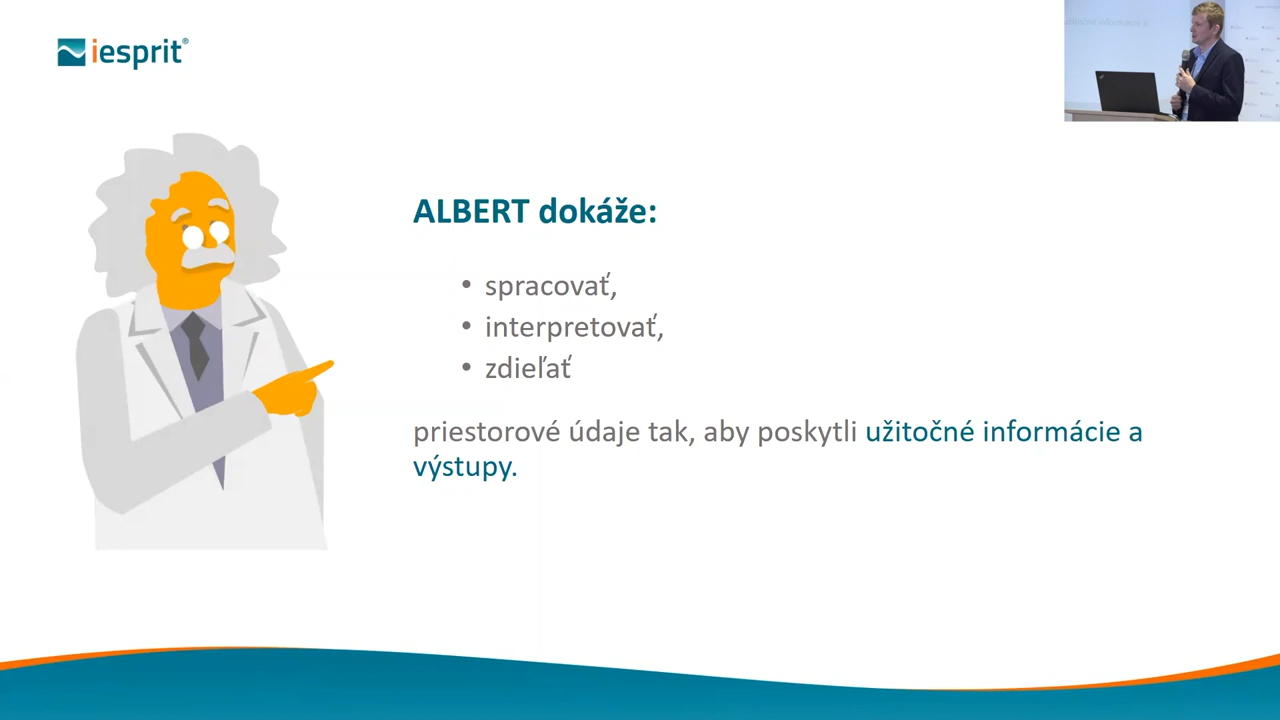 iesprit®
ALBERT dokáže:
• spracovať,
• interpretovať,
• zdieľať
priestorové údaje tak, aby poskytli užitočné informácie a
výstupy.